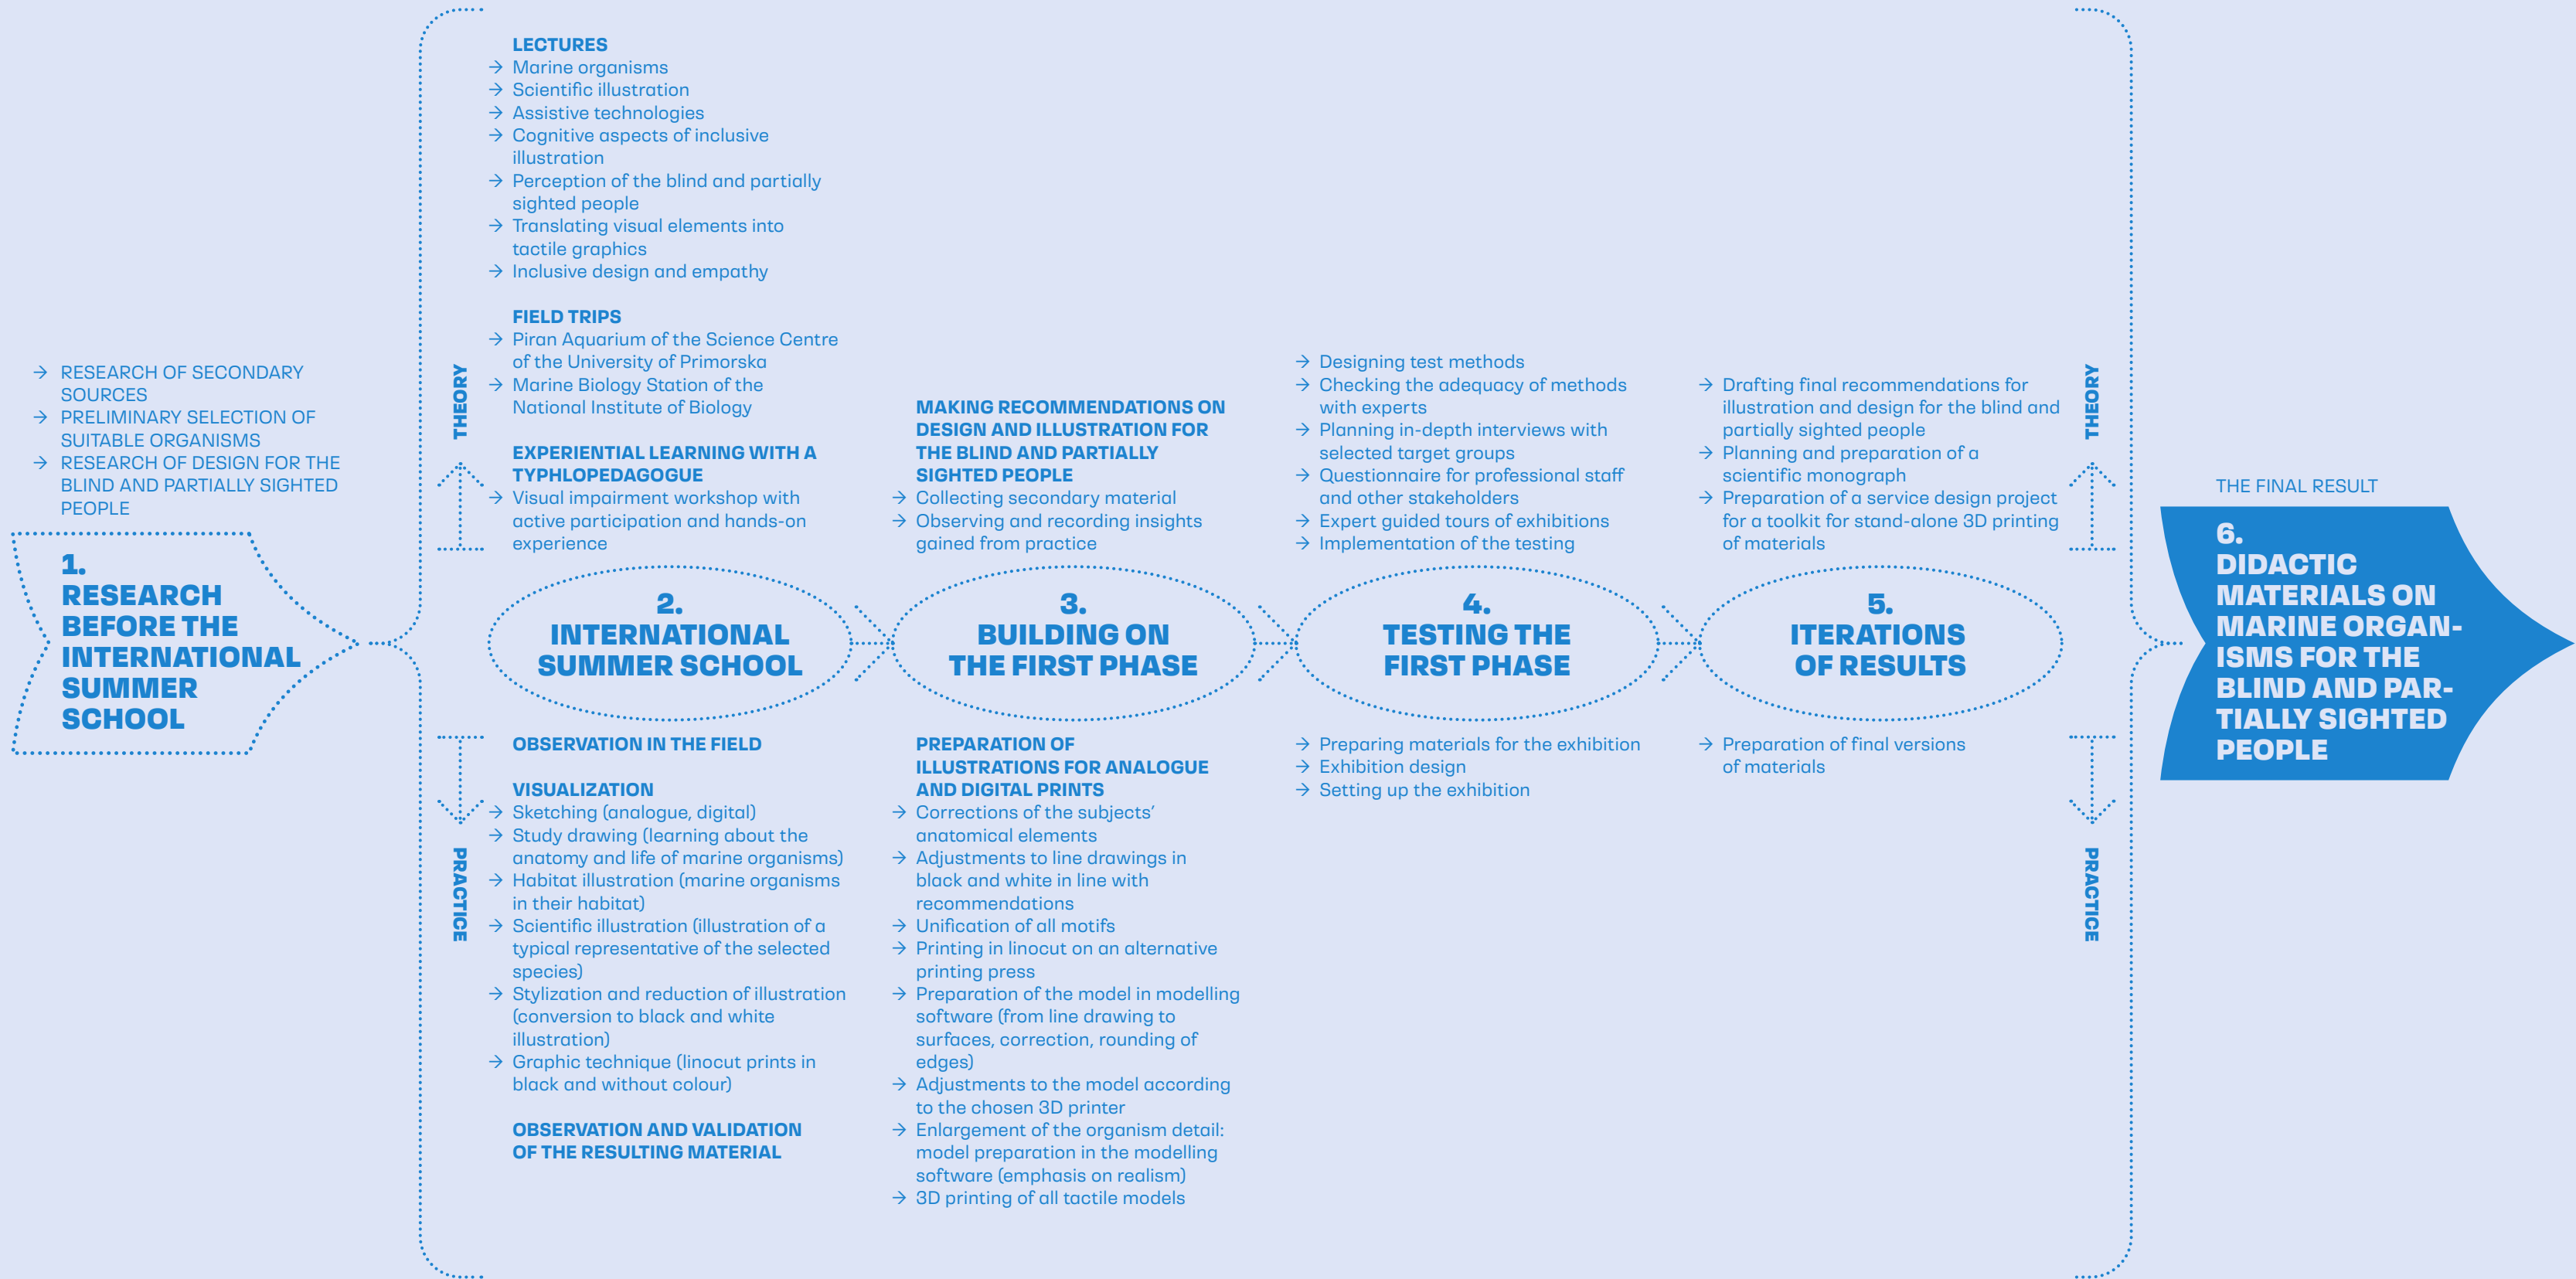 → RESEARCH OF SECONDARY
SOURCES
→ PRELIMINARY SELECTION OF
SUITABLE ORGANISMS
→ RESEARCH OF DESIGN FOR THE
BLIND AND PARTIALLY SIGHTED
PEOPLE
1.
RESEARCH
BEFORE THE
INTERNATIONAL
SUMMER
SCHOOL
THEORY
PRACTICE
LECTURES
→ Marine organisms
→ Scientific illustration
→ Assistive technologies
→ Cognitive aspects of inclusive
illustration
→ Perception of the blind and partially
sighted people
→ Translating visual elements into
tactile graphics
→ Inclusive design and empathy
FIELD TRIPS
→ Piran Aquarium of the Science Centre
of the University of Primorska
→ Marine Biology Station of the
National Institute of Biology
EXPERIENTIAL LEARNING WITH A
TYPHLOPEDAGOGUE
→ Visual impairment workshop with
active participation and hands-on
experience
2.
INTERNATIONAL
SUMMER SCHOOL
OBSERVATION IN THE FIELD
VISUALIZATION
→ Sketching (analogue, digital)
→ Study drawing (learning about the
anatomy and life of marine organisms)
→ Habitat illustration (marine organisms
in their habitat)
→ Scientific illustration (illustration of a
typical representative of the selected
species)
→ Stylization and reduction of illustration
(conversion to black and white
illustration)
→ Graphic technique (linocut prints in
black and without colour)
OBSERVATION AND VALIDATION
OF THE RESULTING MATERIAL
MAKING RECOMMENDATIONS ON
DESIGN AND ILLUSTRATION FOR
THE BLIND AND PARTIALLY
SIGHTED PEOPLE
→ Collecting secondary material
→ Observing and recording insights
gained from practice
3.
BUILDING ON
THE FIRST PHASE
PREPARATION OF
ILLUSTRATIONS FOR ANALOGUE
AND DIGITAL PRINTS
→ Corrections of the subjects’
anatomical elements
→ Adjustments to line drawings in
black and white in line with
recommendations
→ Unification of all motifs
→ Printing in linocut on an alternative
printing press
→ Preparation of the model in modelling
software (from line drawing to
surfaces, correction, rounding of
edges)
→ Adjustments to the model according
to the chosen 3D printer
→ Enlargement of the organism detail:
model preparation in the modelling
software (emphasis on realism)
→ 3D printing of all tactile models
→ Designing test methods
→ Checking the adequacy of methods
with experts
→ Planning in-depth interviews with
selected target groups
→ Questionnaire for professional staff
and other stakeholders
→ Expert guided tours of exhibitions
→ Implementation of the testing
4.
TESTING THE
FIRST PHASE
→ Preparing materials for the exhibition
→ Exhibition design
→ Setting up the exhibition
→ Drafting final recommendations for
illustration and design for the blind and
partially sighted people
→ Planning and preparation of a
scientific monograph
→ Preparation of a service design project
for a toolkit for stand-alone 3D printing
of materials
5.
ITERATIONS
OF RESULTS
→ Preparation of final versions
of materials
THEORY
PRACTICE
THE FINAL RESULT
6.
DIDACTIC
MATERIALS ON
MARINE ORGAN-
ISMS FOR THE
BLIND AND PAR-
TIALLY SIGHTED
PEOPLE